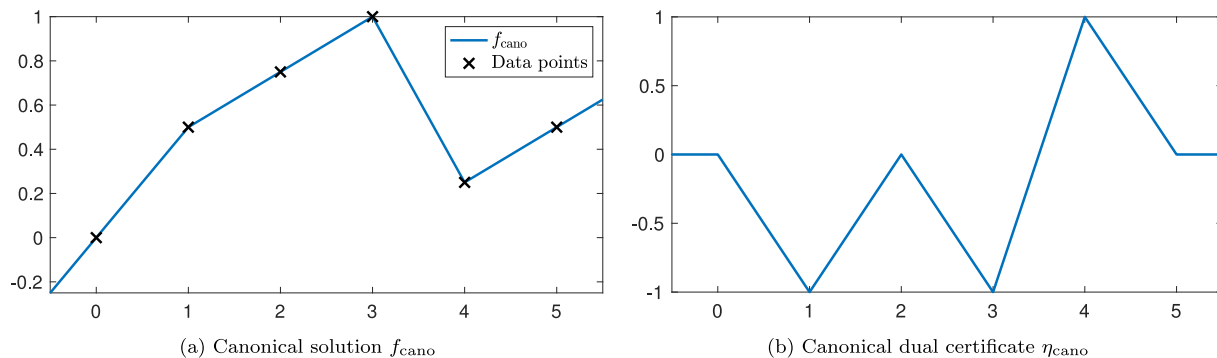 1
0.8
0.6
0.4
0.2
0
-0.2
0 1 2 3 4 5
f_cano
Data points
(a) Canonical solution f_cano
1
0.5
0
-0.5
-1
0 1 2 3 4 5
(b) Canonical dual certificate η_cano